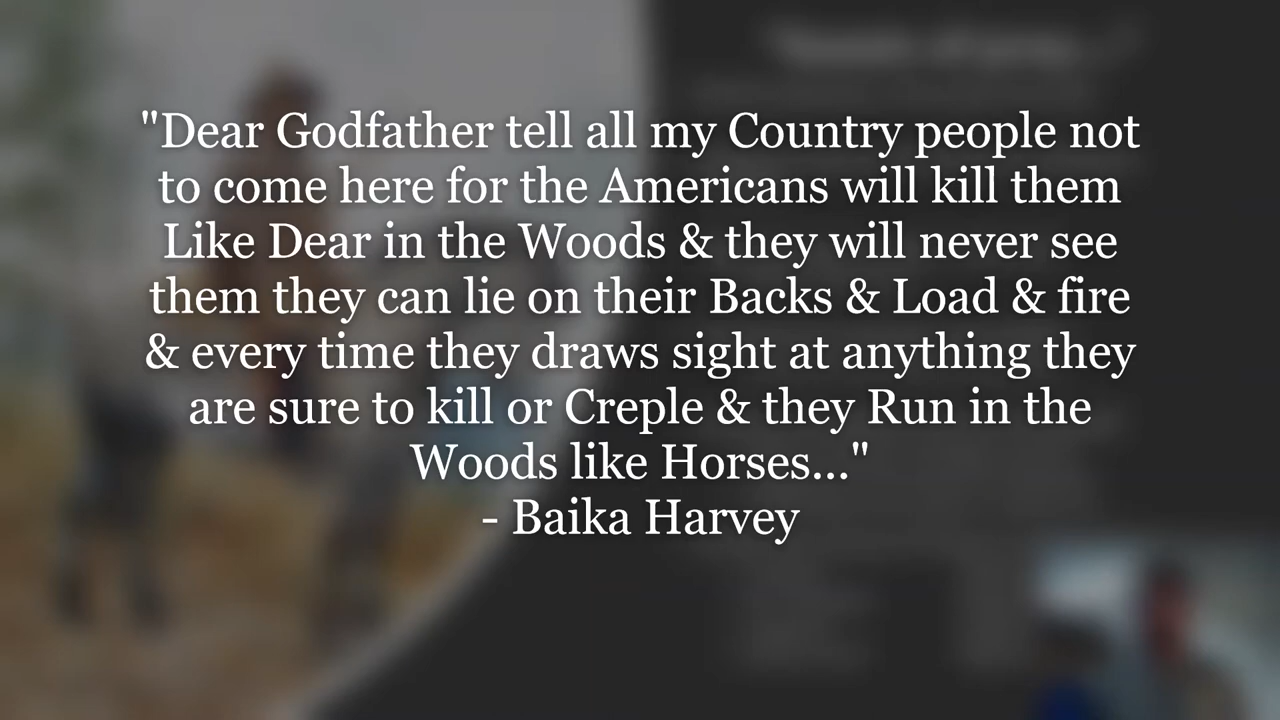 "Dear Godfather tell all my Country people not
to come here for the Americans will kill them
Like Dear in the Woods & they will never see
them they can lie on their Backs & Load & fire
& every time they draws sight at anything they
are sure to kill or Creple & they Run in the
Woods like Horses..."
- Baika Harvey